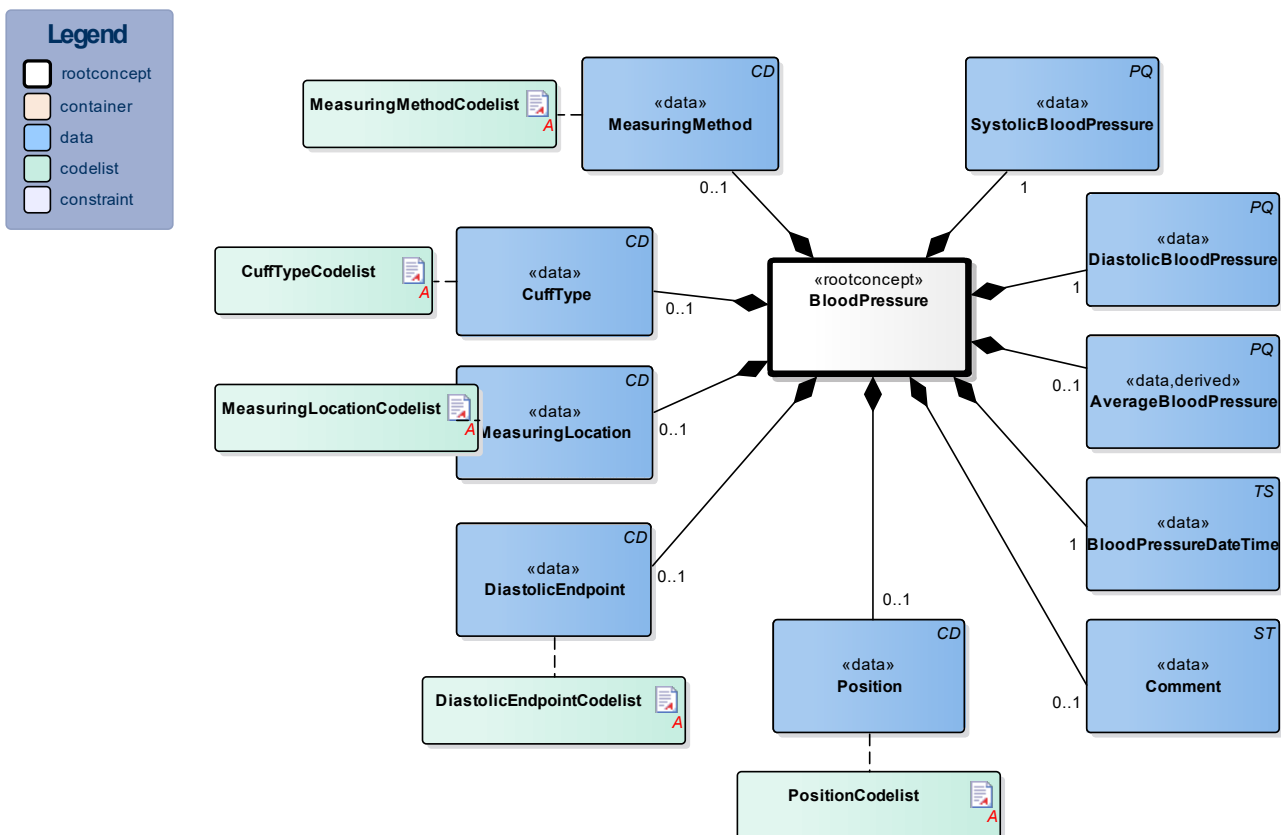 Legend
rootconcept
container
data
codelist
constraint
MeasuringMethodCodelist
A
CD
«data»
MeasuringMethod
0..1
PQ
«data»
SystolicBloodPressure
1
PQ
«data»
DiastolicBloodPressure
1
CuffTypeCodelist
A
CD
«data»
CuffType
0..1
«rootconcept»
BloodPressure
PQ
«data,derived»
AverageBloodPressure
0..1
MeasuringLocationCodelist
A
CD
«data»
MeasuringLocation
0..1
TS
«data»
BloodPressureDateTime
1
CD
«data»
DiastolicEndpoint
0..1
DiastolicEndpointCodelist
A
0..1
CD
«data»
Position
PositionCodelist
A
ST
«data»
Comment
0..1